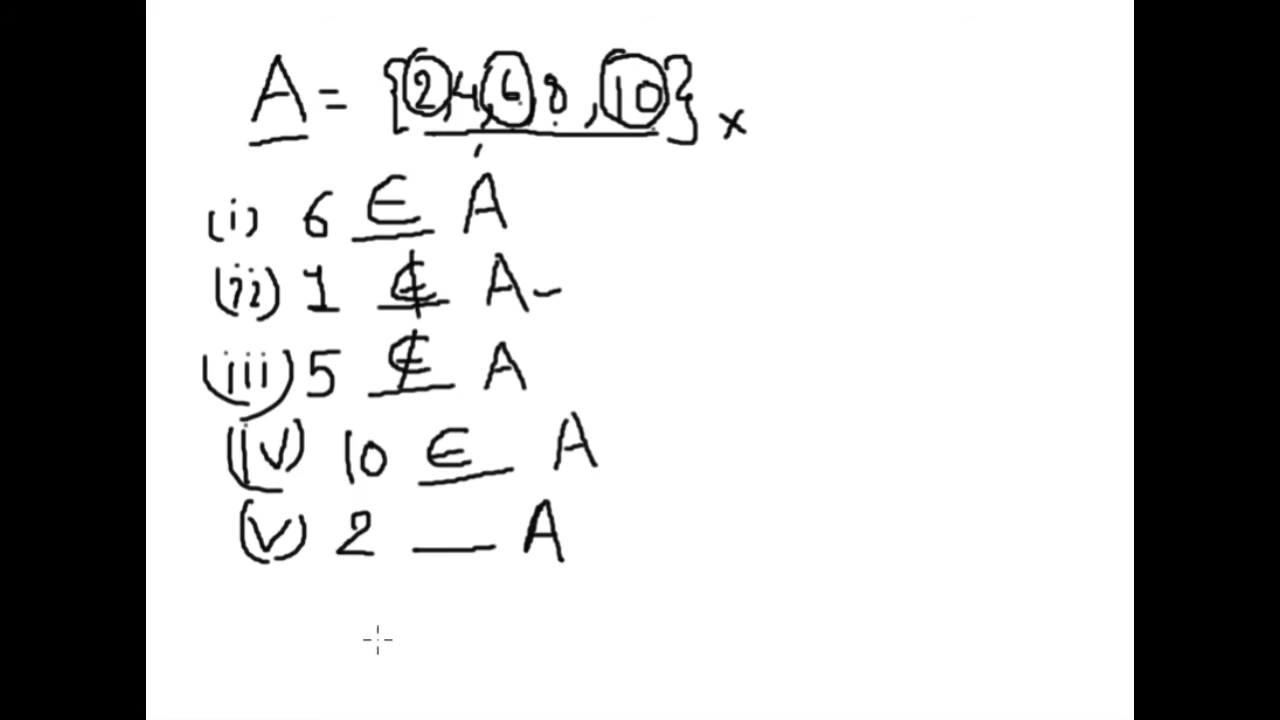 A = {2, 4, 6, 8, 10} x
(i) 6 ∈ A
(ii) 1 ∉ A -
(iii) 5 ∉ A
(iv) 10 ∈ A
(v) 2 __ A